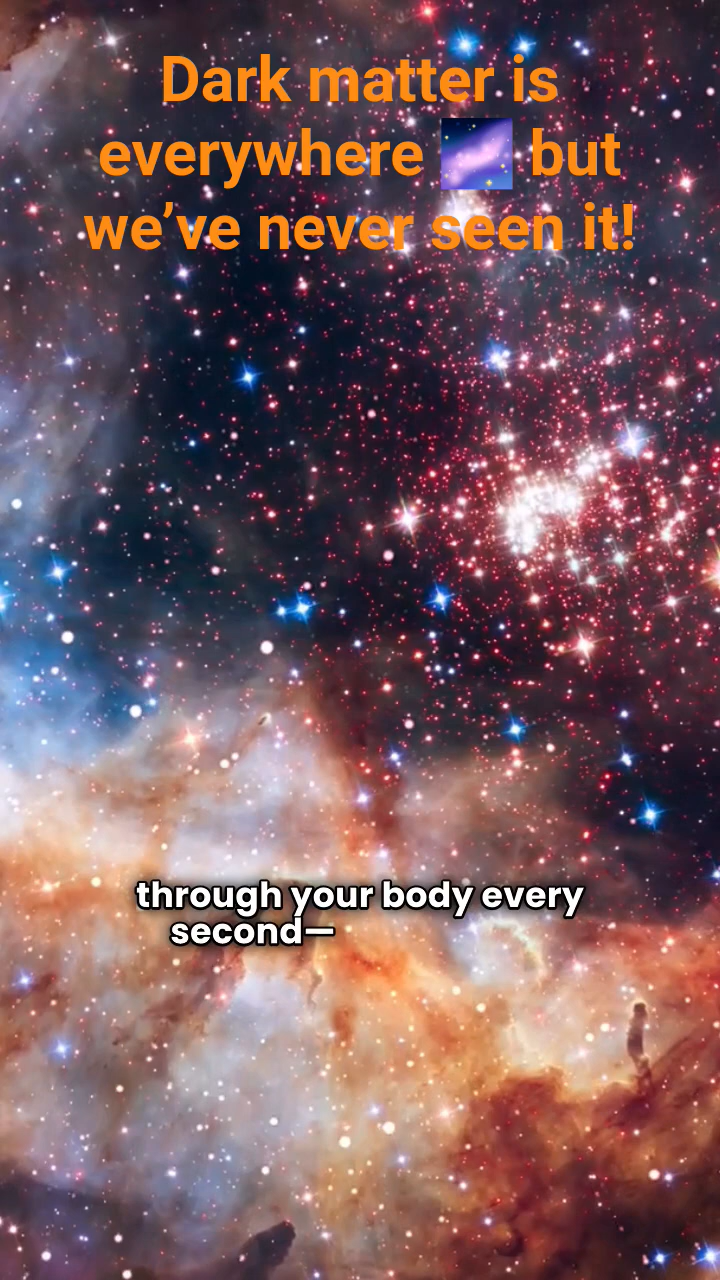 Dark matter is
everywhere 🌌 but
we’ve never seen it!
through your body every
second—